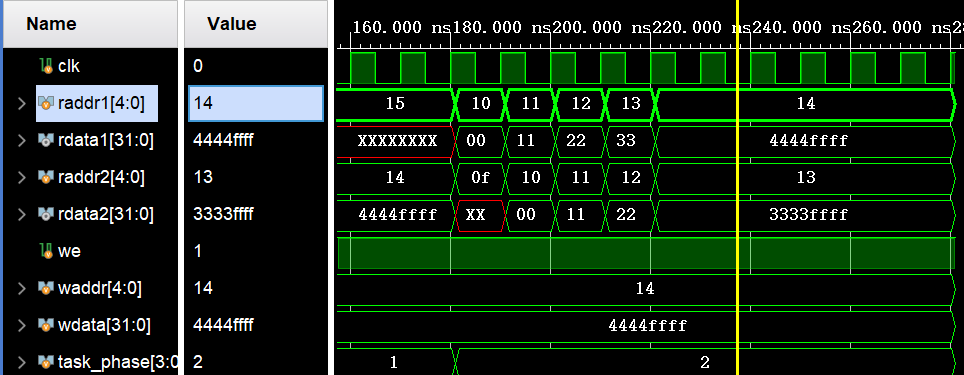 Name Value 160.000 ns 180.000 ns 200.000 ns 220.000 ns 240.000 ns 260.000 ns 28
clk 0
raddr1[4:0] 14 15 10 11 12 13 14
rdata1[31:0] 4444ffff XXXXXXXX 00 11 22 33 4444ffff
raddr2[4:0] 13 14 0f 10 11 12 13
rdata2[31:0] 3333ffff 4444ffff XX 00 11 22 3333ffff
we 1
waddr[4:0] 14 14
wdata[31:0] 4444ffff 4444ffff
task_phase[3:0 2 1 2